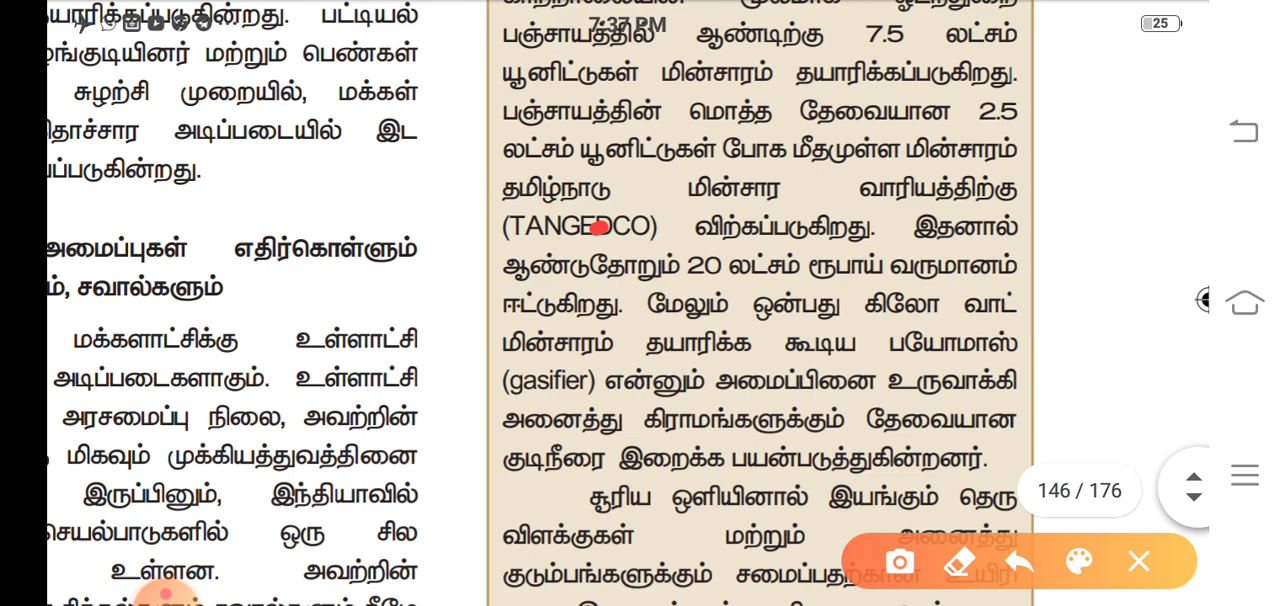 7:37 PM
25
மற்றும் பெண்கள்
சுழற்சி முறையில், மக்கள்
அடிப்படையில் இட
அமைப்புகள் எதிர்கொள்ளும்
சவால்களும்
மக்களாட்சிக்கு உள்ளாட்சி
அடிப்படைகளாகும். உள்ளாட்சி
அரசமைப்பு நிலை, அவற்றின்
மிகவும் முக்கியத்துவத்தினை
இருப்பினும், இந்தியாவில்
செயல்பாடுகளில் ஒரு சில
உள்ளன. அவற்றின்
பஞ்சாயத்தில் ஆண்டிற்கு 7.5 லட்சம்
யூனிட்டுகள் மின்சாரம் தயாரிக்கப்படுகிறது.
பஞ்சாயத்தின் மொத்த தேவையான 2.5
லட்சம் யூனிட்டுகள் போக மீதமுள்ள மின்சாரம்
தமிழ்நாடு மின்சார வாரியத்திற்கு
(TANGEDCO) விற்கப்படுகிறது. இதனால்
ஆண்டுதோறும் 20 லட்சம் ரூபாய் வருமானம்
ஈட்டுகிறது. மேலும் ஒன்பது கிலோ வாட்
மின்சாரம் தயாரிக்க கூடிய பயோமாஸ்
(gasifier) என்னும் அமைப்பினை உருவாக்கி
அனைத்து கிராமங்களுக்கும் தேவையான
குடிநீரை இறைக்க பயன்படுத்துகின்றனர்.
சூரிய ஒளியினால் இயங்கும் தெரு
விளக்குகள் மற்றும் அனைத்து
குடும்பங்களுக்கும் சமைப்பதற்கான உயிரி
146 / 176